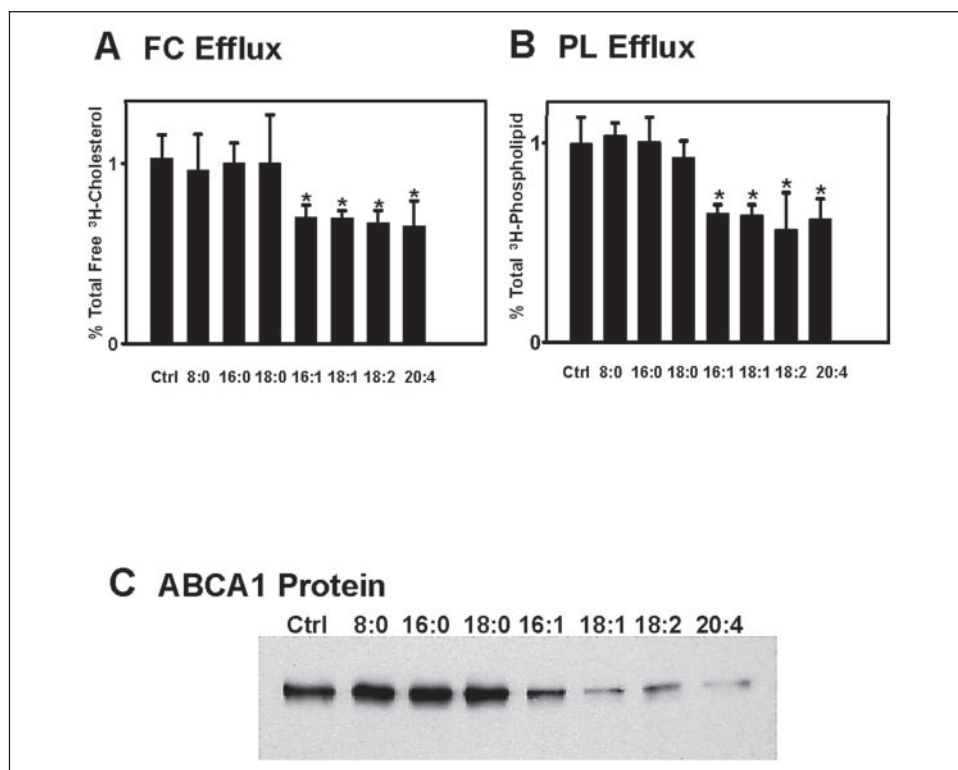 A FC Efflux
% Total Free ³H-Cholesterol
1
0
* * * *
Ctrl 8:0 16:0 18:0 16:1 18:1 18:2 20:4
B PL Efflux
% Total ³H-Phospholipid
1
0
* * * *
Ctrl 8:0 16:0 18:0 16:1 18:1 18:2 20:4
C ABCA1 Protein
Ctrl 8:0 16:0 18:0 16:1 18:1 18:2 20:4